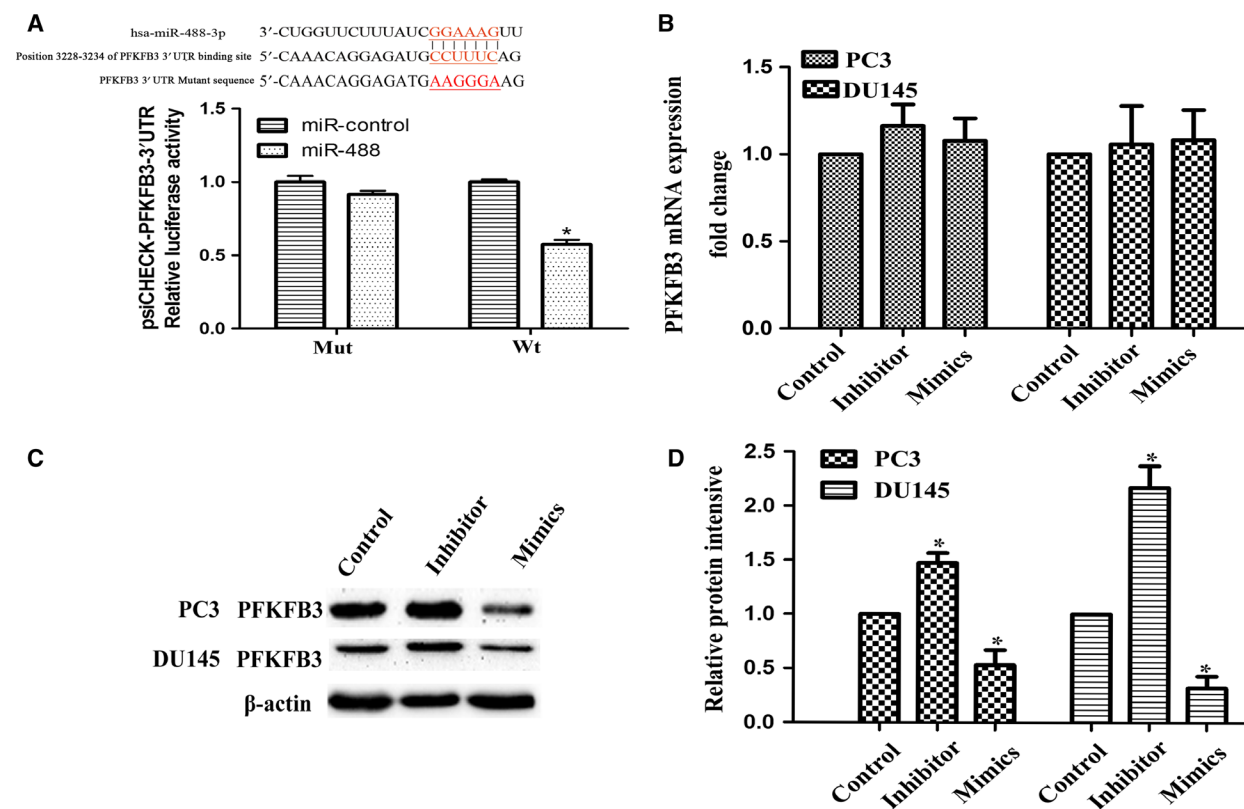 A
hsa-miR-488-3p 3′-CUGGUUCUUUAUCGGAAAGUU
Position 3228-3234 of PFKFB3 3′UTR binding site 5′-CAAACAGGAGAUGCCUUUCAG
PFKFB3 3′UTR Mutant sequence 5′-CAAACAGGAGATGAAGGGAAG
psiCHECK-PFKFB3-3′UTR
Relative luciferase activity
1.5
1.0
0.5
0.0
miR-control
miR-488
*
Mut Wt
B
PFKFB3 mRNA expression
fold change
1.5
1.0
0.5
0.0
PC3
DU145
Control Inhibitor Mimics Control Inhibitor Mimics
C
Control Inhibitor Mimics
PC3 PFKFB3
DU145 PFKFB3
β-actin
D
Relative protein intensive
2.5
2.0
1.5
1.0
0.5
0.0
PC3
DU145
* * * *
Control Inhibitor Mimics Control Inhibitor Mimics